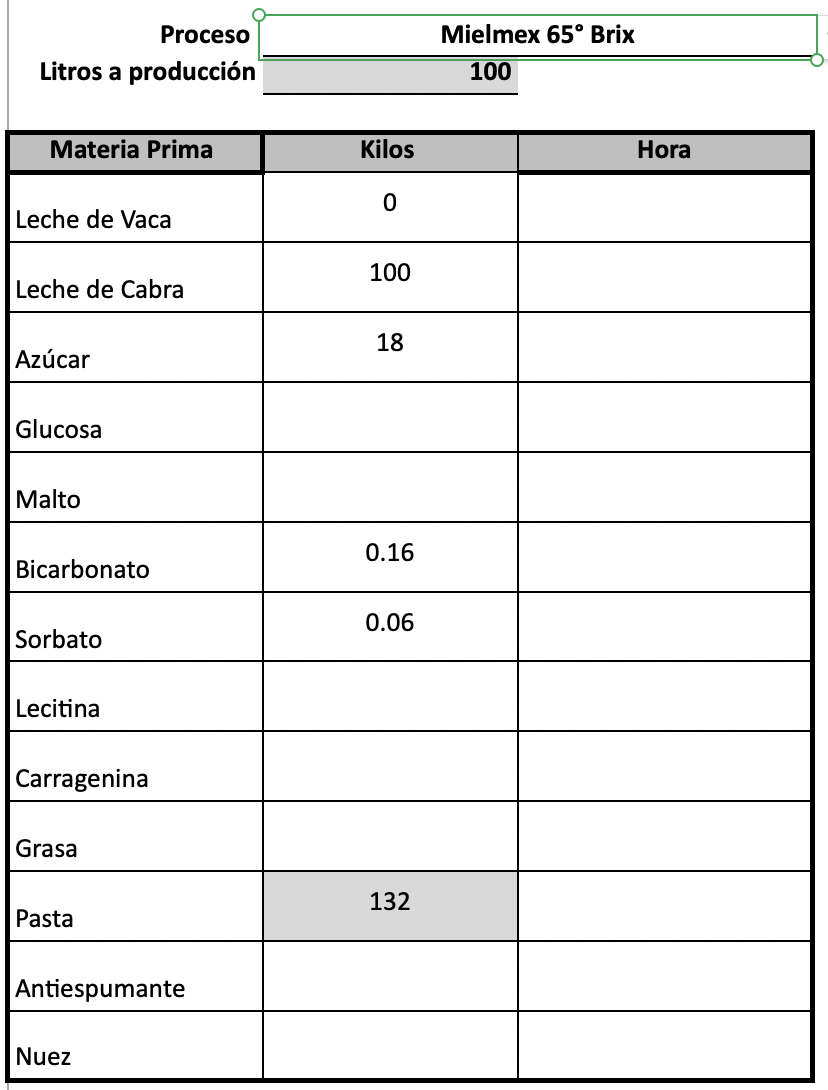 Proceso Mielmex 65° Brix
Litros a producción 100
Materia Prima Kilos Hora
Leche de Vaca 0
Leche de Cabra 100
Azúcar 18
Glucosa
Malto
Bicarbonato 0.16
Sorbato 0.06
Lecitina
Carragenina
Grasa
Pasta 132
Antiespumante
Nuez